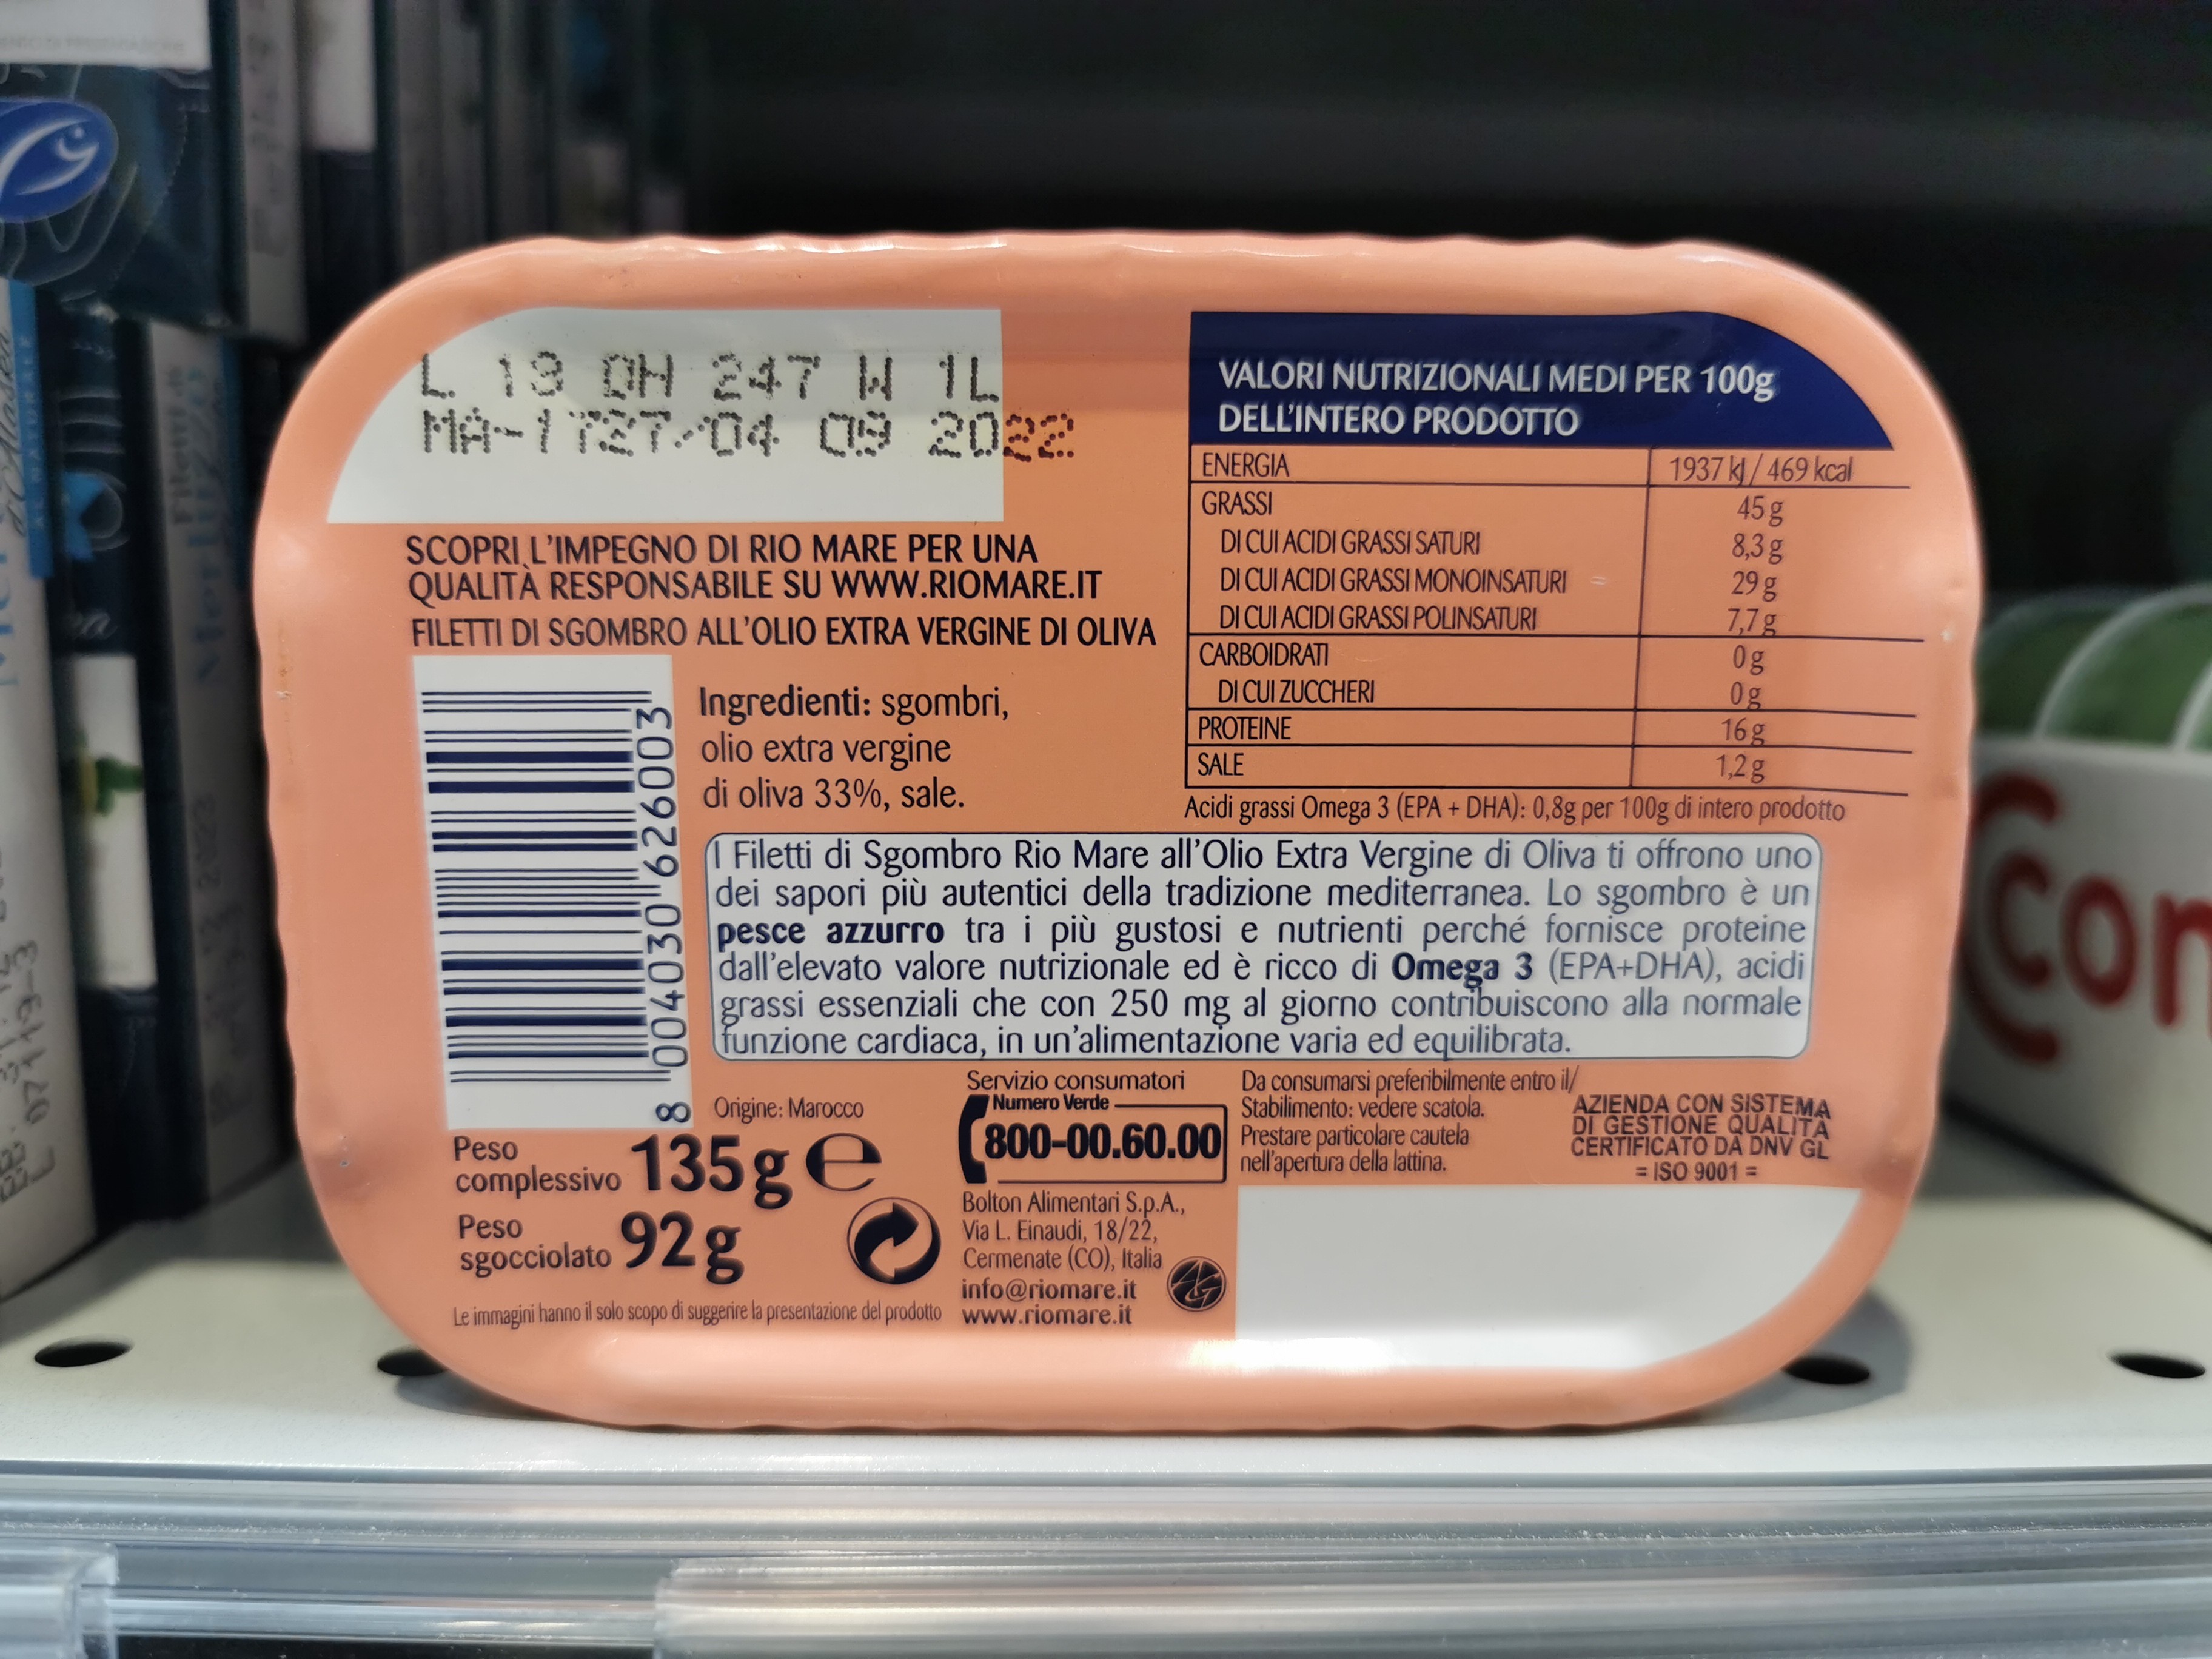 L 13 QH 247 W 1L
MA-1727/04 09 2022
SCOPRI L'IMPEGNO DI RIO MARE PER UNA
QUALITÀ RESPONSABILE SU WWW.RIOMARE.IT
FILETTI DI SGOMBRO ALL'OLIO EXTRA VERGINE DI OLIVA
Ingredienti: sgombri,
olio extra vergine
di oliva 33%, sale.
8 004030 626003
VALORI NUTRIZIONALI MEDI PER 100g
DELL'INTERO PRODOTTO
ENERGIA 1937 kJ / 469 kcal
GRASSI 45 g
DI CUI ACIDI GRASSI SATURI 8,3 g
DI CUI ACIDI GRASSI MONOINSATURI 29 g
DI CUI ACIDI GRASSI POLINSATURI 7,7 g
CARBOIDRATI 0 g
DI CUI ZUCCHERI 0 g
PROTEINE 16 g
SALE 1,2 g
Acidi grassi Omega 3 (EPA + DHA): 0,8g per 100g di intero prodotto
I Filetti di Sgombro Rio Mare all'Olio Extra Vergine di Oliva ti offrono uno
dei sapori più autentici della tradizione mediterranea. Lo sgombro è un
pesce azzurro tra i più gustosi e nutrienti perché fornisce proteine
dall'elevato valore nutrizionale ed è ricco di Omega 3 (EPA+DHA), acidi
grassi essenziali che con 250 mg al giorno contribuiscono alla normale
funzione cardiaca, in un'alimentazione varia ed equilibrata.
Origine: Marocco
Peso
complessivo 135g e
Peso
sgocciolato 92g
Le immagini hanno il solo scopo di suggerire la presentazione del prodotto
Servizio consumatori
Numero Verde
800-00.60.00
Bolton Alimentari S.p.A.,
Via L. Einaudi, 18/22,
Cermenate (CO), Italia
info@riomare.it
www.riomare.it
Da consumarsi preferibilmente entro il/
Stabilimento: vedere scatola.
Prestare particolare cautela
nell'apertura della lattina.
AZIENDA CON SISTEMA
DI GESTIONE QUALITÀ
CERTIFICATO DA DNV GL
= ISO 9001 =
Con